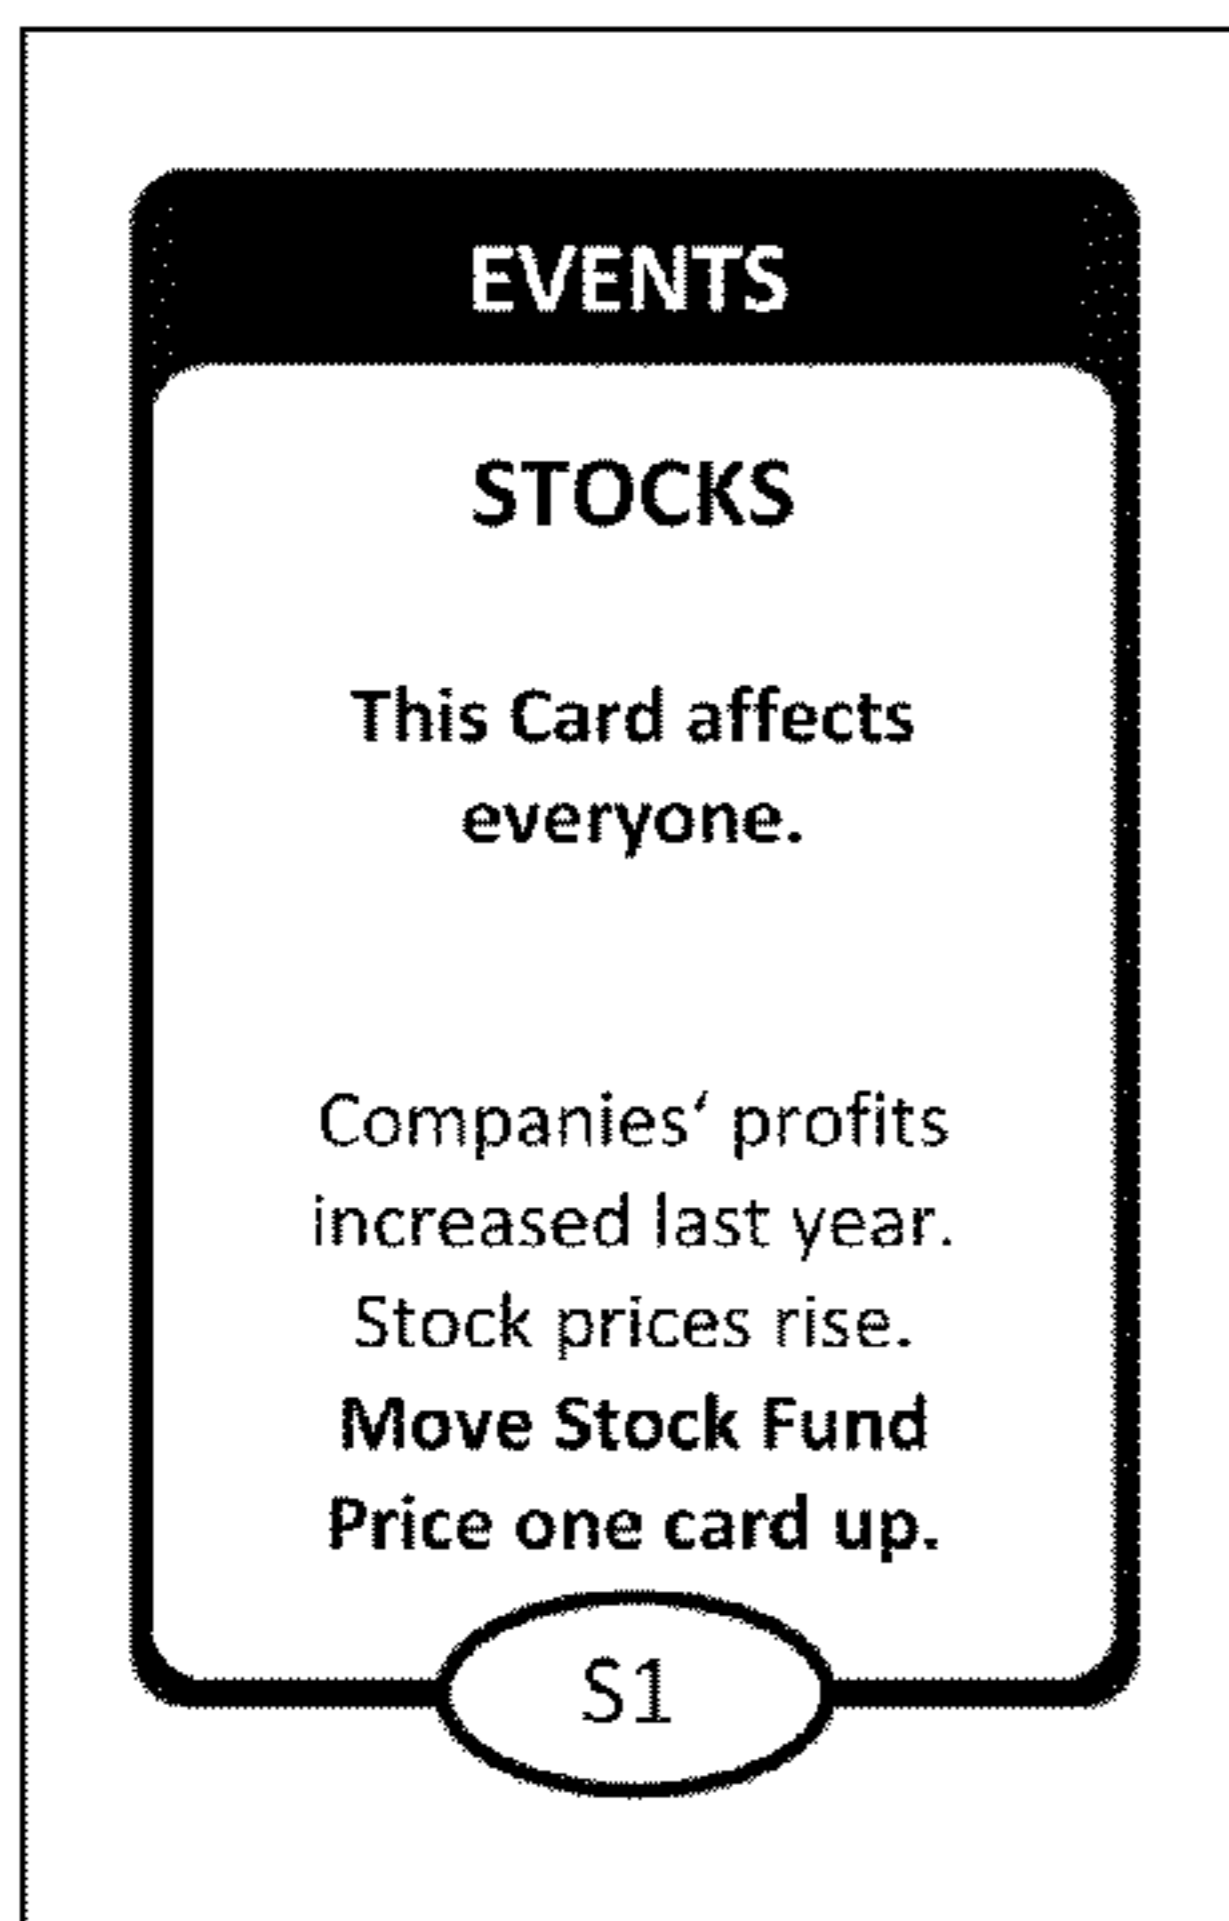 EVENTS
STOCKS
This Card affects
everyone.
Companies‘ profits
increased last year.
Stock prices rise.
Move Stock Fund
Price one card up.
S1